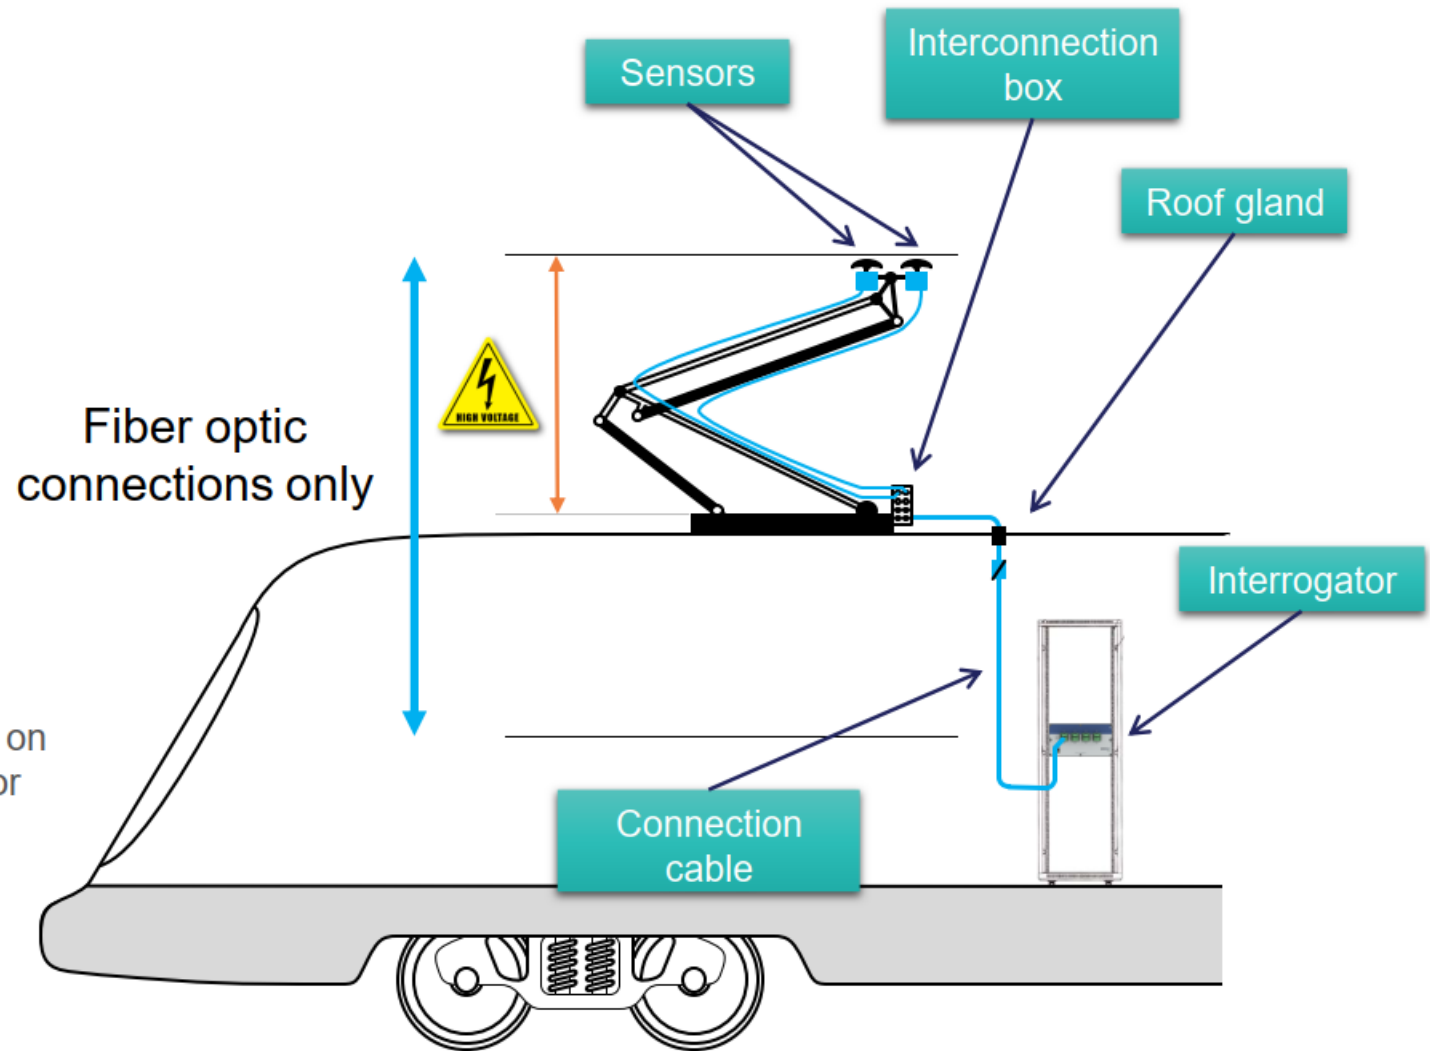 Interconnection
box
Sensors
Roof gland
HIGH VOLTAGE
Fiber optic
connections only
Interrogator
on
or
Connection
cable